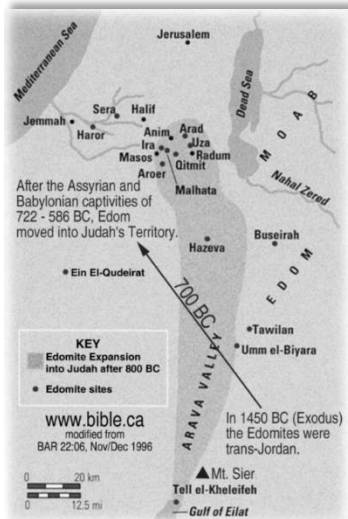 Mediterranean Sea
Jerusalem
Dead Sea
MOAB
Sera
Halif
Jemmah
Haror
Anim
Arad
Ira
Uza
Masos
Radum
Qitmit
Aroer
Malhata
Nahal Zered
After the Assyrian and
Babylonian captivities of
722 - 586 BC, Edom
moved into Judah's Territory.
Hazeva
Buseirah
EDOM
Ein El-Qudeirat
700 BC
Tawilan
Umm el-Biyara
ARAVA VALLEY
KEY
Edomite Expansion
into Judah after 800 BC
Edomite sites
www.bible.ca
modified from
BAR 22:06, Nov/Dec 1996
In 1450 BC (Exodus)
the Edomites were
trans-Jordan.
Mt. Sier
Tell el-Kheleifeh
Gulf of Eilat
0 20 km
0 12.5 mi